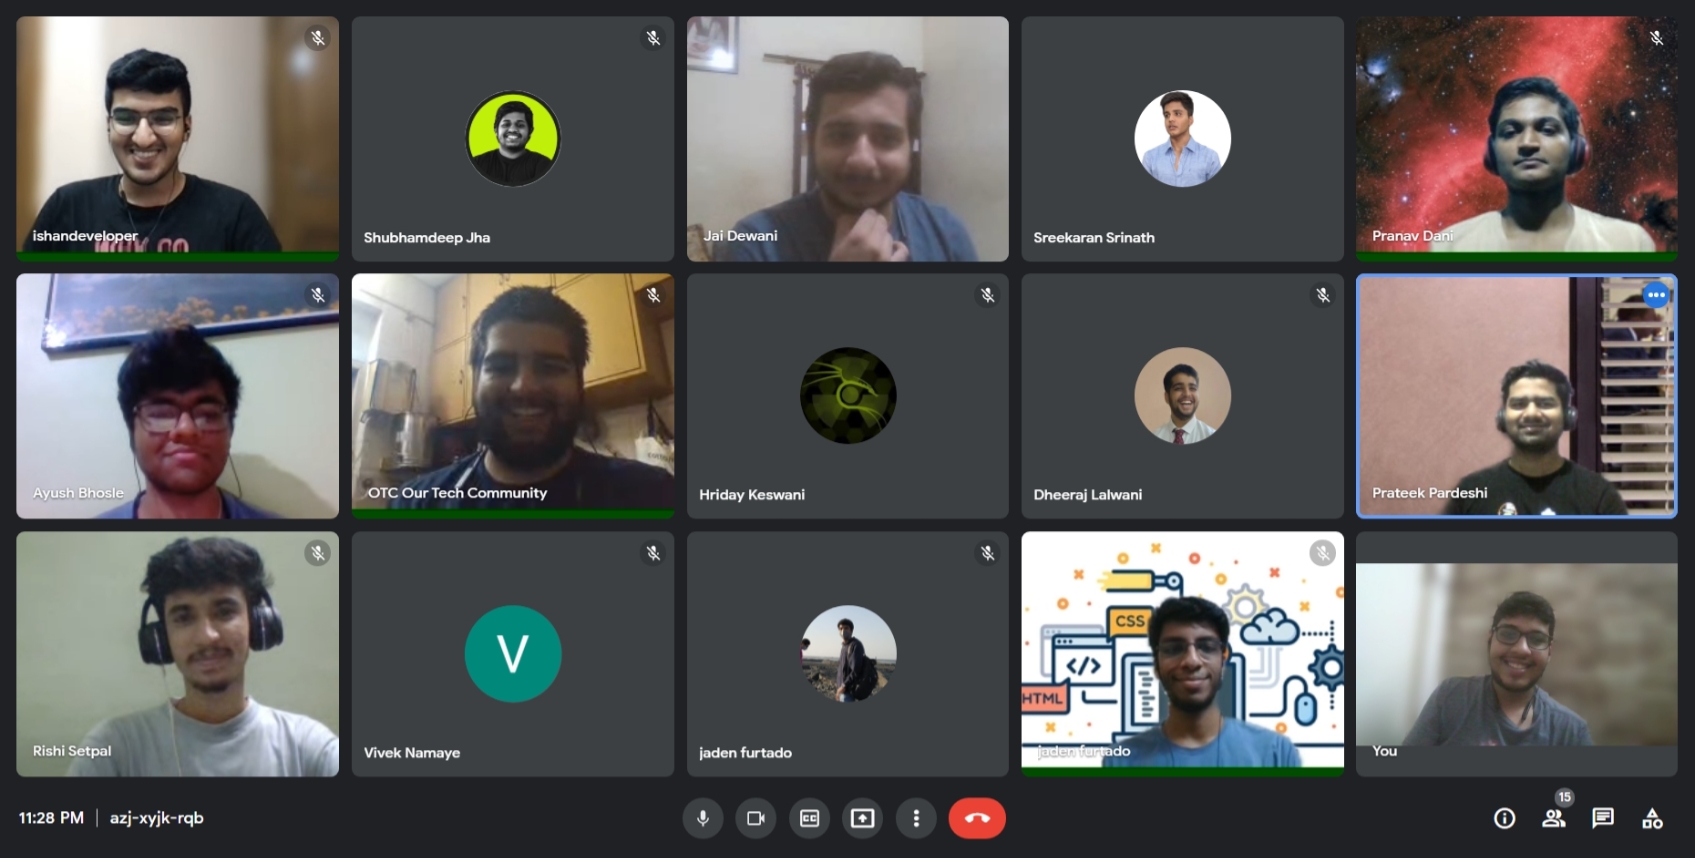 ishandeveloper
Shubhamdeep Jha
Jai Dewani
Sreekaran Srinath
Pranav Dani
Ayush Bhosle
OTC Our Tech Community
Hriday Keswani
Dheeraj Lalwani
Prateek Pardeshi
CSS
</>
HTML
Rishi Setpal
V
Vivek Namaye
jaden furtado
jaden furtado
You
11:28 PM | azj-xyjk-rqb
CC
15